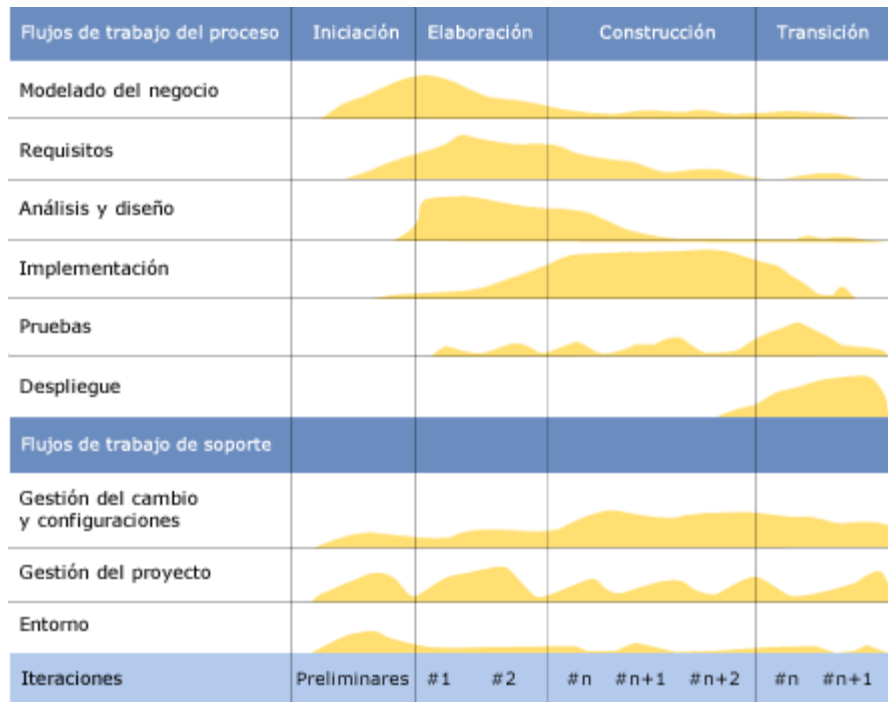 Flujos de trabajo del proceso Iniciación Elaboración Construcción Transición
Modelado del negocio
Requisitos
Análisis y diseño
Implementación
Pruebas
Despliegue
Flujos de trabajo de soporte
Gestión del cambio
y configuraciones
Gestión del proyecto
Entorno
Iteraciones Preliminares #1 #2 #n #n+1 #n+2 #n #n+1